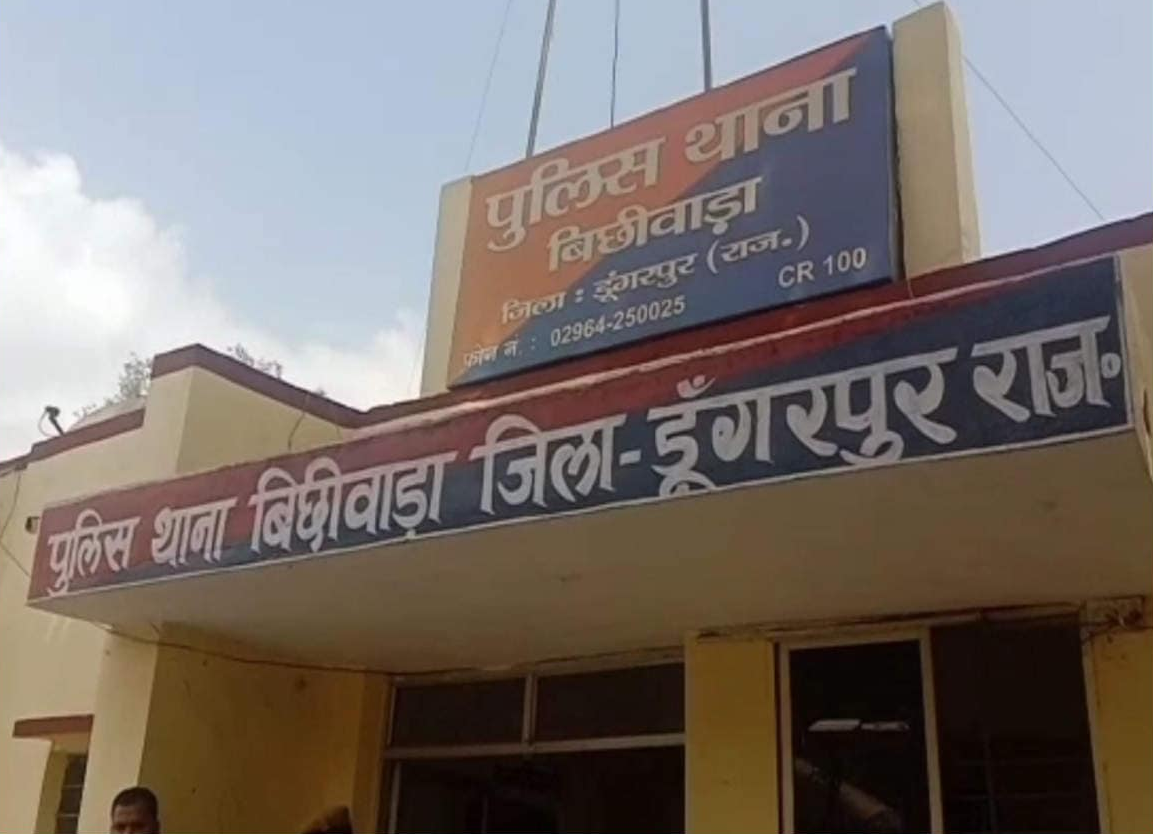 पुलिस थाना
बिछीवाड़ा
जिला : डूंगरपुर (राज.)
फोन नं. : 02964-250025 CR 100
पुलिस थाना बिछीवाड़ा जिला-डूँगरपुर राज॰